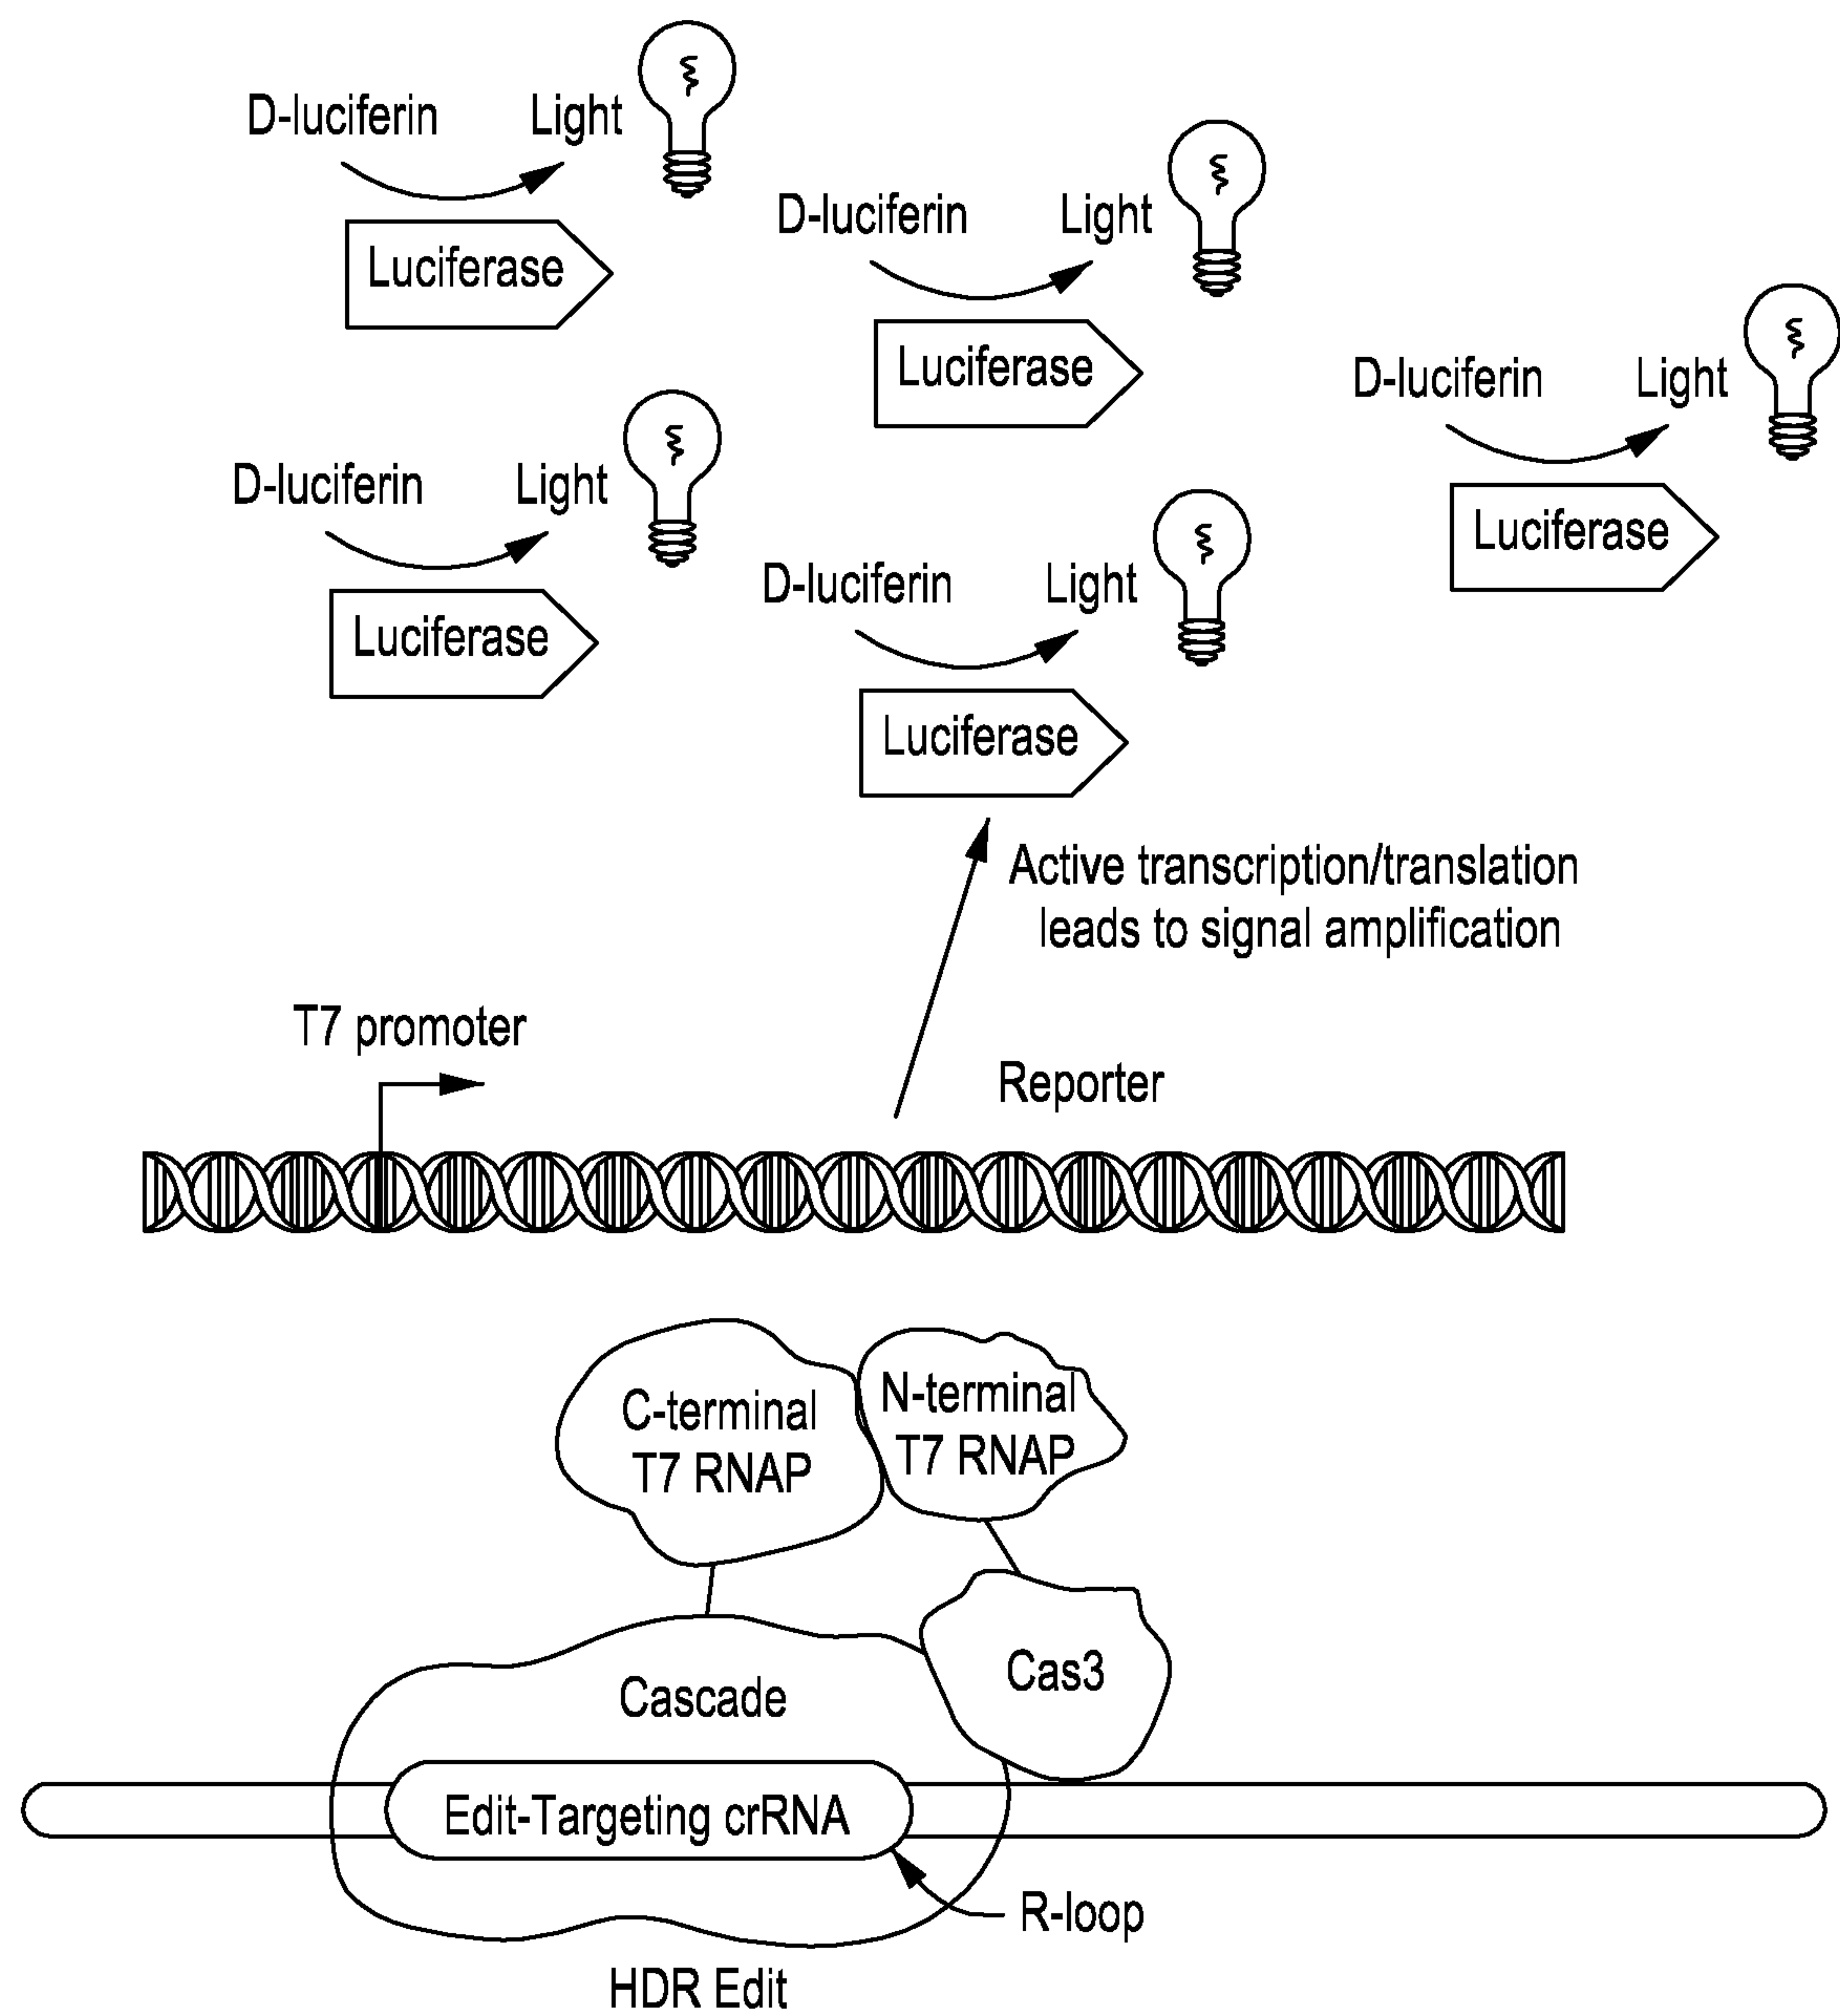 D-luciferin Light
Luciferase
D-luciferin Light
Luciferase
D-luciferin Light
Luciferase
D-luciferin Light
Luciferase
D-luciferin Light
Luciferase
Active transcription/translation
leads to signal amplification
T7 promoter
Reporter
C-terminal
T7 RNAP
N-terminal
T7 RNAP
Cas3
Cascade
Edit-Targeting crRNA
R-loop
HDR Edit